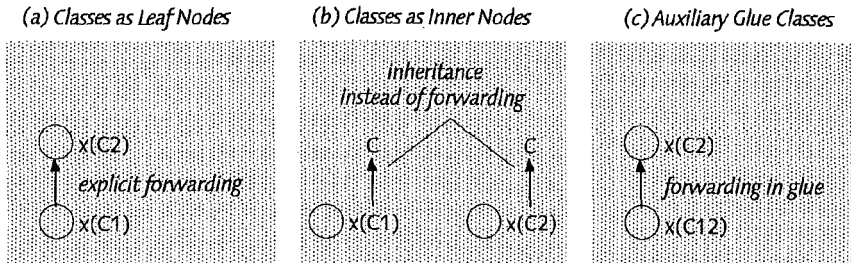 (a) Classes as Leaf Nodes
x(C2)
explicit forwarding
x(C1)
(b) Classes as Inner Nodes
inheritance
instead of forwarding
C C
x(C1) x(C2)
(c) Auxiliary Glue Classes
x(C2)
forwarding in glue
x(C12)